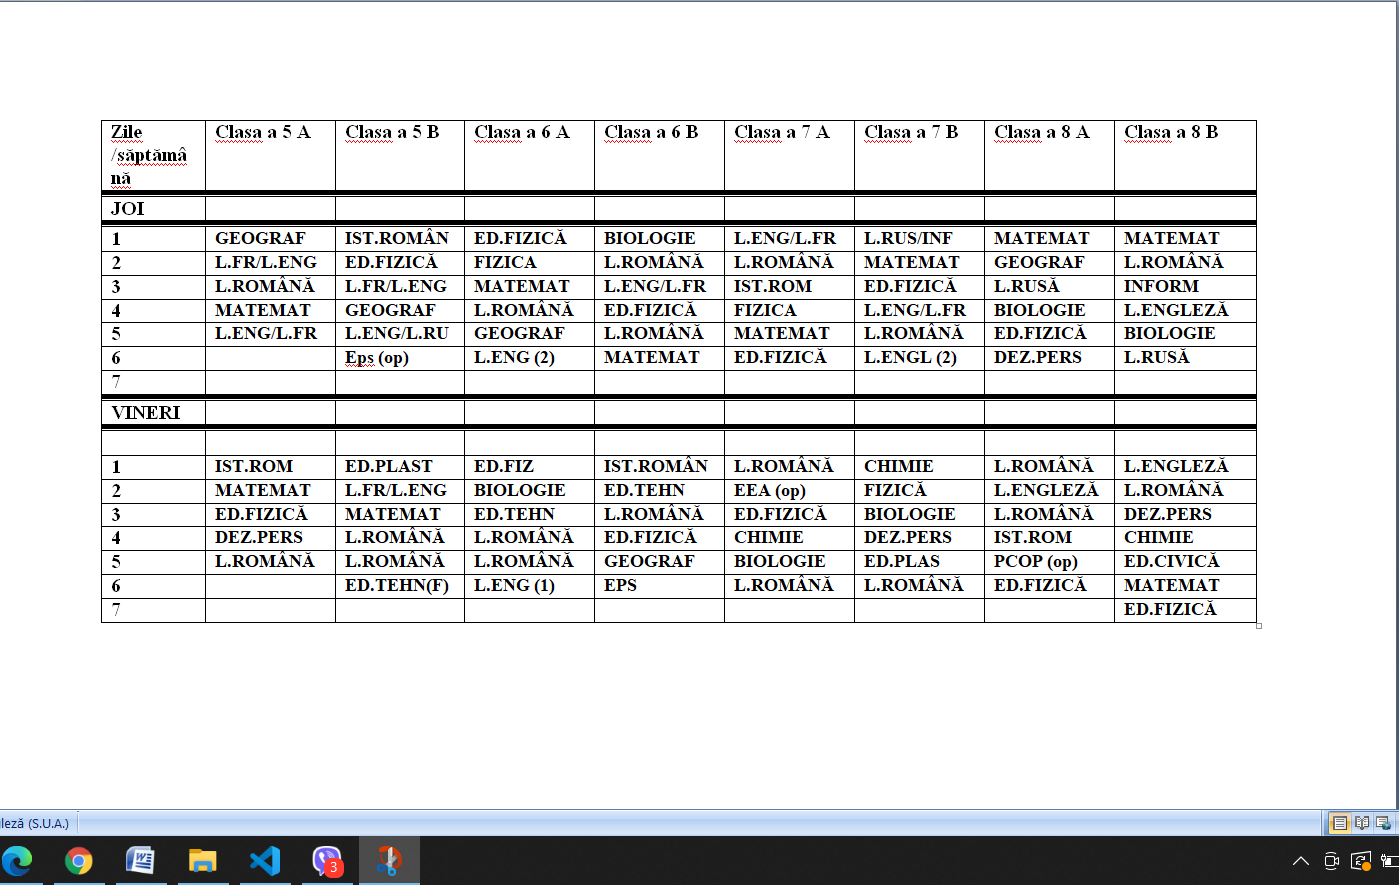 Zile Clasa a 5 A Clasa a 5 B Clasa a 6 A Clasa a 6 B Clasa a 7 A Clasa a 7 B Clasa a 8 A Clasa a 8 B
/săptămâ
nă
JOI
1 GEOGRAF IST.ROMÂN ED.FIZICĂ BIOLOGIE L.ENG/L.FR L.RUS/INF MATEMAT MATEMAT
2 L.FR/L.ENG ED.FIZICĂ FIZICA L.ROMÂNĂ L.ROMÂNĂ MATEMAT GEOGRAF L.ROMÂNĂ
3 L.ROMÂNĂ L.FR/L.ENG MATEMAT L.ENG/L.FR IST.ROM ED.FIZICĂ L.RUSĂ INFORM
4 MATEMAT GEOGRAF L.ROMÂNĂ ED.FIZICĂ FIZICA L.ENG/L.FR BIOLOGIE L.ENGLEZĂ
5 L.ENG/L.FR L.ENG/L.RU GEOGRAF L.ROMÂNĂ MATEMAT L.ROMÂNĂ ED.FIZICĂ BIOLOGIE
6 Eps (op) L.ENG (2) MATEMAT ED.FIZICĂ L.ENGL (2) DEZ.PERS L.RUSĂ
7
VINERI
1 IST.ROM ED.PLAST ED.FIZ IST.ROMÂN L.ROMÂNĂ CHIMIE L.ROMÂNĂ L.ENGLEZĂ
2 MATEMAT L.FR/L.ENG BIOLOGIE ED.TEHN EEA (op) FIZICĂ L.ENGLEZĂ L.ROMÂNĂ
3 ED.FIZICĂ MATEMAT ED.TEHN L.ROMÂNĂ ED.FIZICĂ BIOLOGIE L.ROMÂNĂ DEZ.PERS
4 DEZ.PERS L.ROMÂNĂ L.ROMÂNĂ ED.FIZICĂ CHIMIE DEZ.PERS IST.ROM CHIMIE
5 L.ROMÂNĂ L.ROMÂNĂ L.ROMÂNĂ GEOGRAF BIOLOGIE ED.PLAS PCOP (op) ED.CIVICĂ
6 ED.TEHN(F) L.ENG (1) EPS L.ROMÂNĂ L.ROMÂNĂ ED.FIZICĂ MATEMAT
7 ED.FIZICĂ
leză (S.U.A.)
3